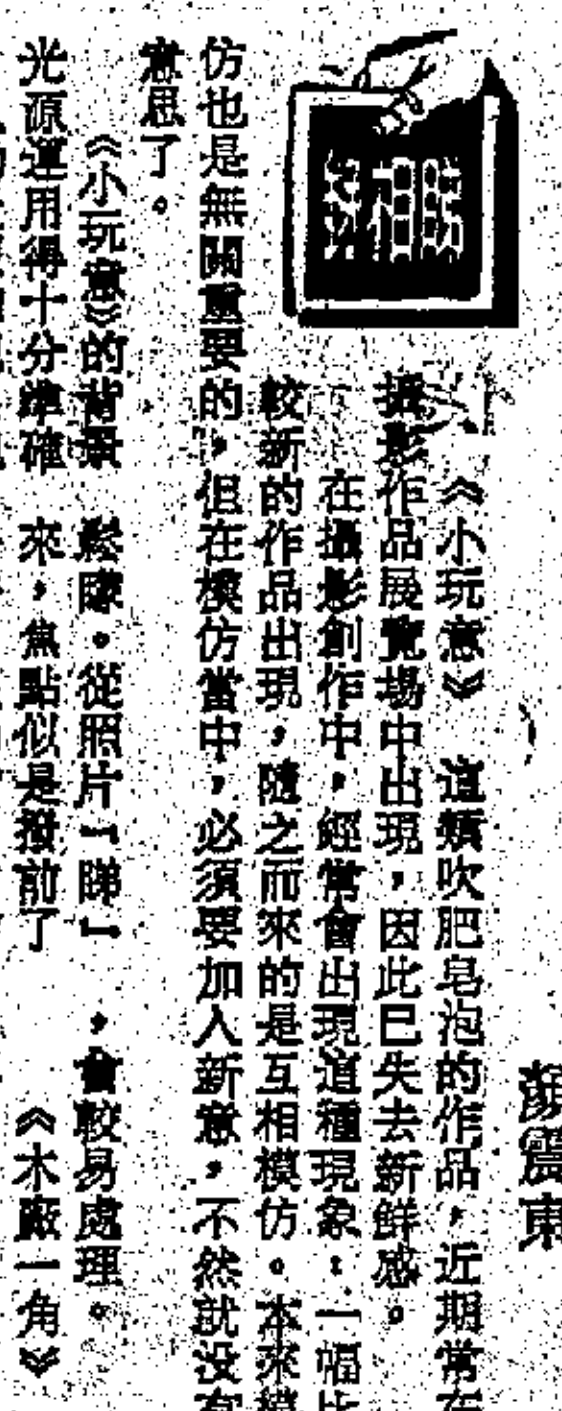 顏震東
《小玩意》 這類吹肥皂泡的作品，近期常在
攝影作品展覽場中出現，因此已失去新鮮感。
在攝影創作中，經常會出現這種現象：一幅比
較新的作品出現，隨之而來的是互相模仿。本來模
仿也是無關重要的，但在模仿當中，必須要加入新意，不然就沒有
意思了。
《小玩意》的背景
光源運用得十分準確
鬆矇。從照片「睇」
來，焦點似是撥前了
，會較易處理。
《木廠一角》